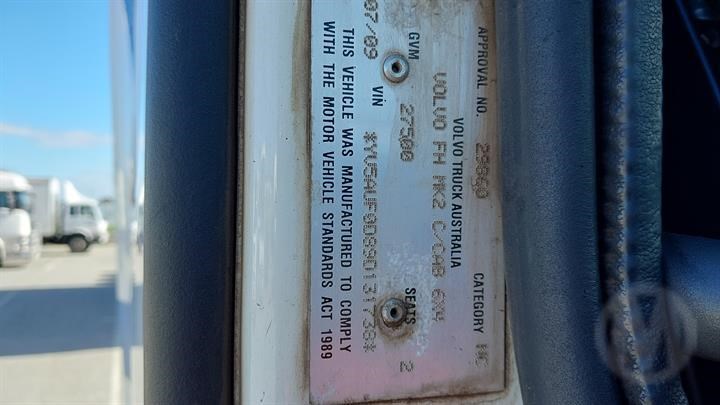 APPROVAL NO. 29860 CATEGORY NC
VOLVO TRUCK AUSTRALIA
VOLVO FH MK2 C/CAB 6X4
GVM 27500 SEATS 2
07/09 VIN *YV5AUF0D89D131738*
THIS VEHICLE WAS MANUFACTURED TO COMPLY
WITH THE MOTOR VEHICLE STANDARDS ACT 1989